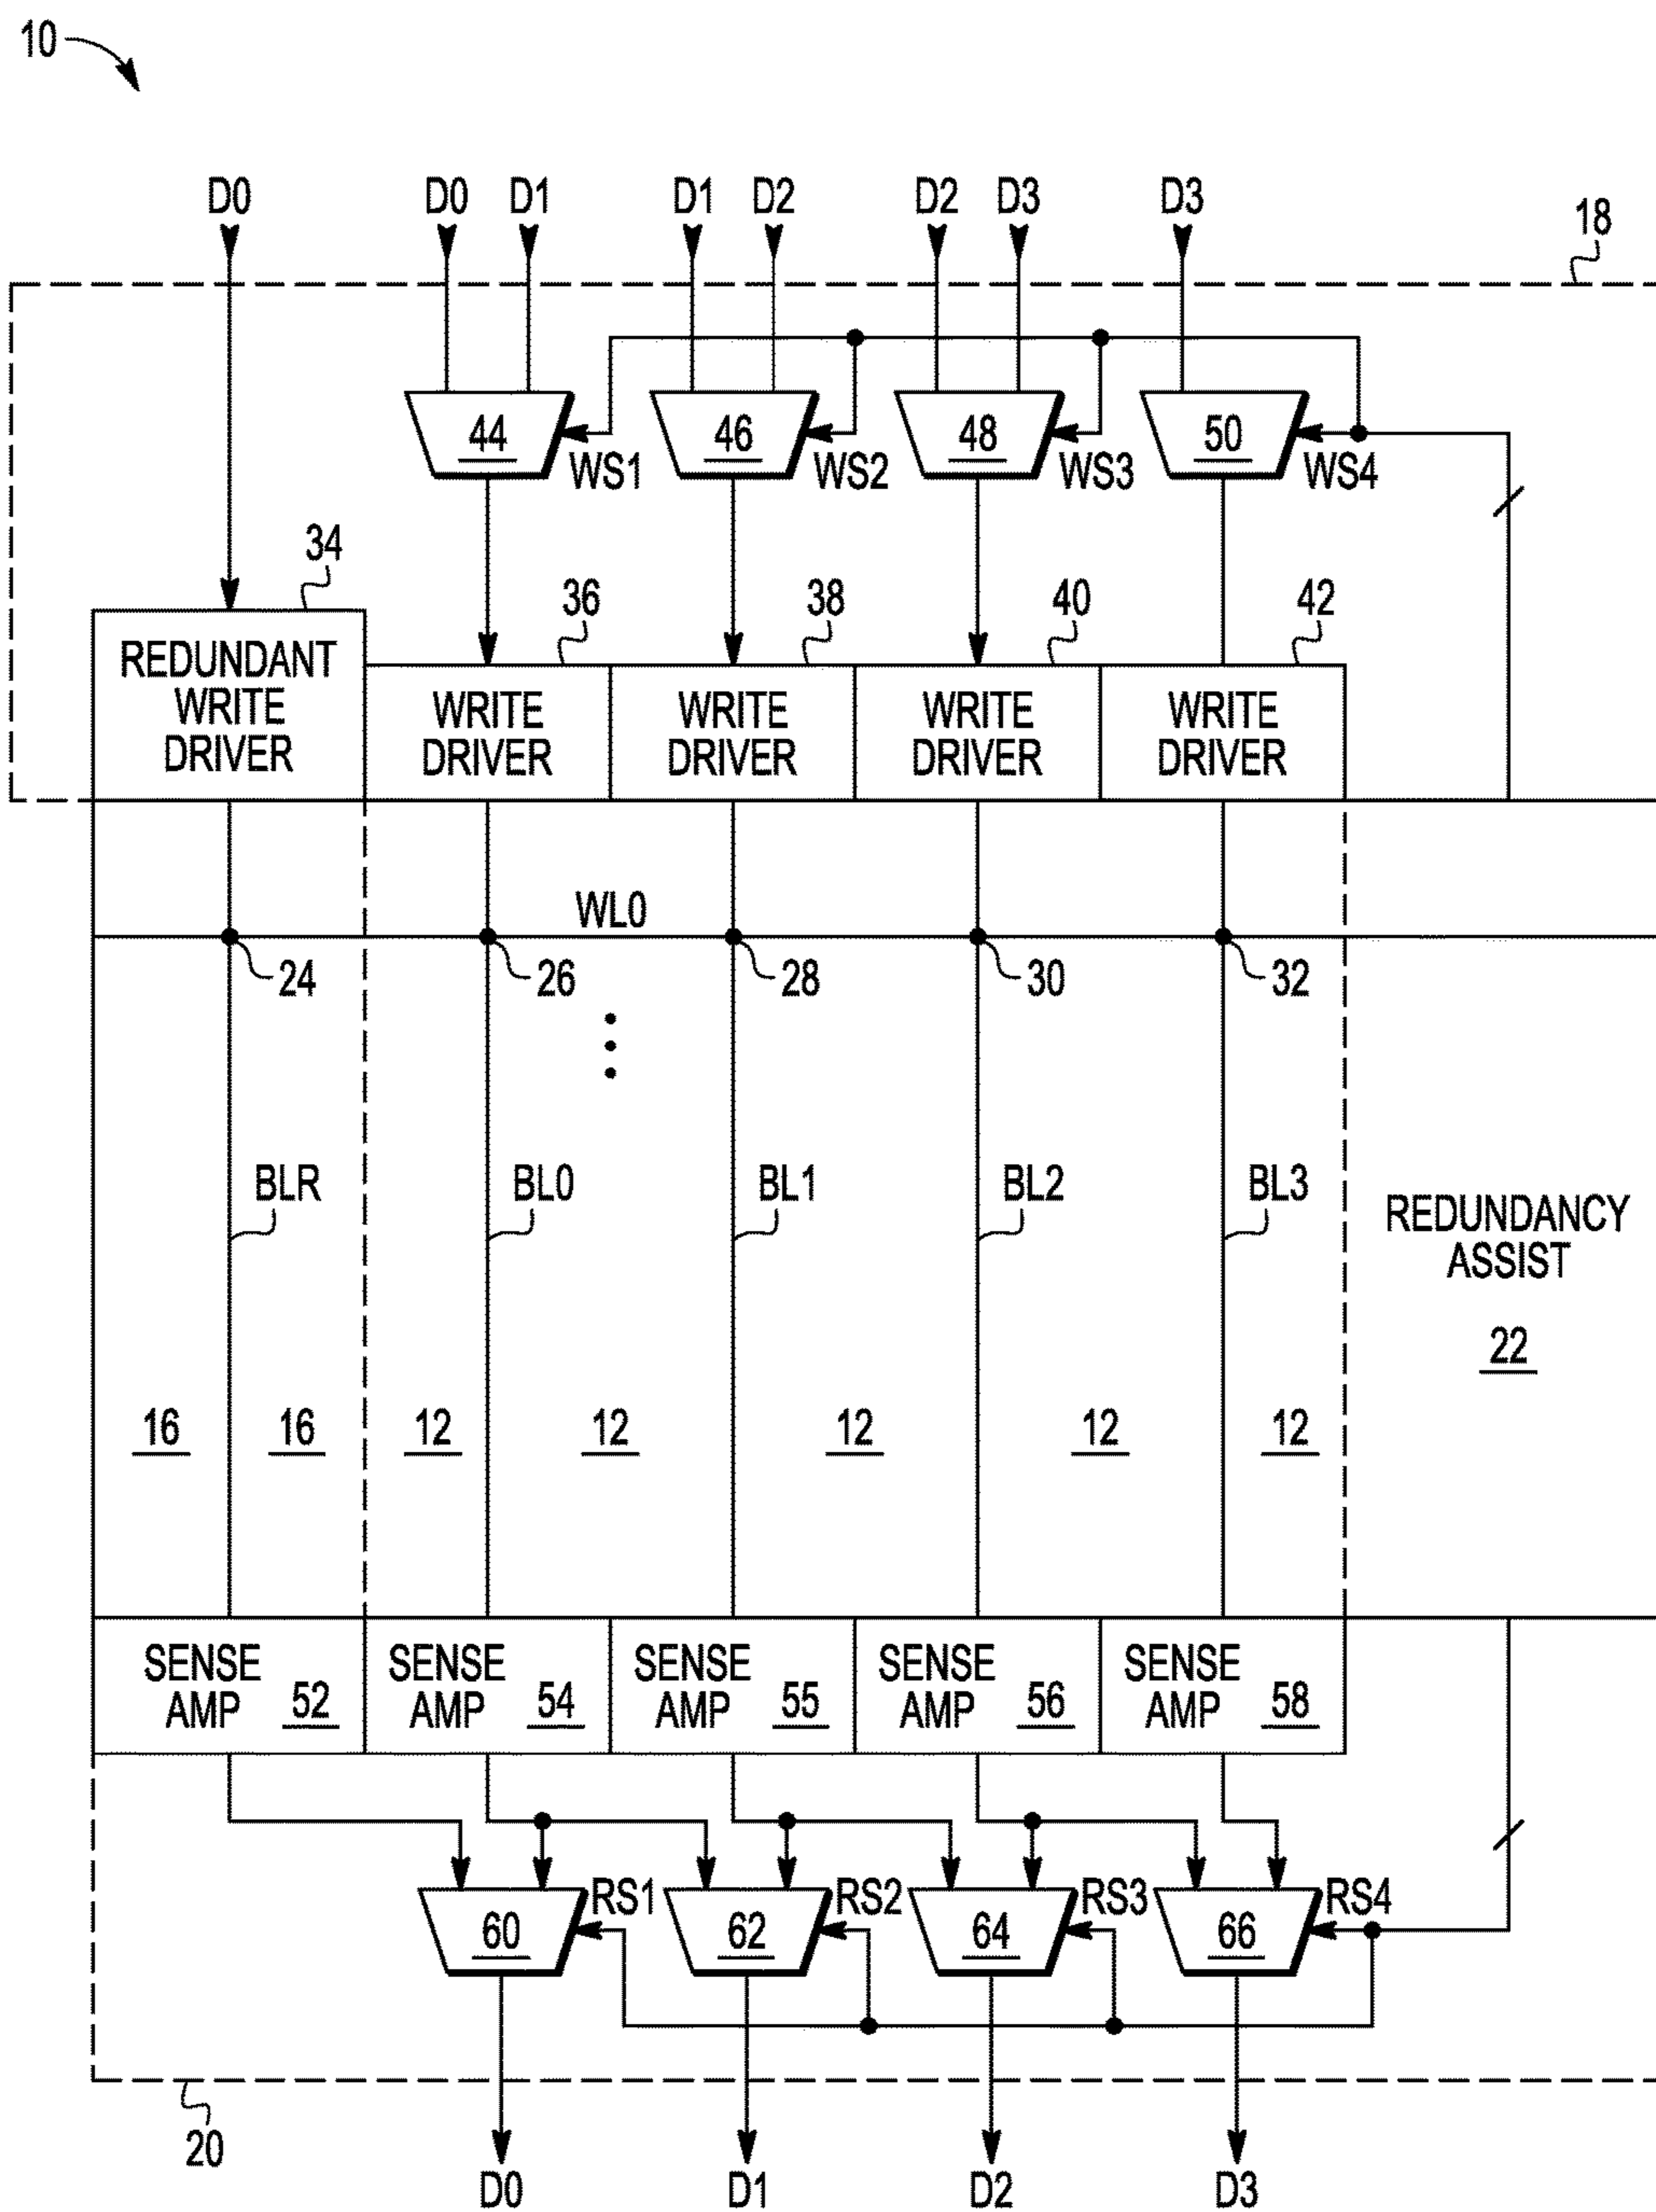 10
D0 D0 D1 D1 D2 D2 D3 D3
18
44 46 48 50
WS1 WS2 WS3 WS4
34
36 38 40 42
REDUNDANT
WRITE
DRIVER
WRITE
DRIVER
WRITE
DRIVER
WRITE
DRIVER
WRITE
DRIVER
WL0
24 26 28 30 32
BLR BL0 BL1 BL2 BL3
REDUNDANCY
ASSIST
22
16 16 12 12 12 12 12
SENSE
AMP 52
SENSE
AMP 54
SENSE
AMP 55
SENSE
AMP 56
SENSE
AMP 58
RS1 RS2 RS3 RS4
60 62 64 66
20
D0 D1 D2 D3